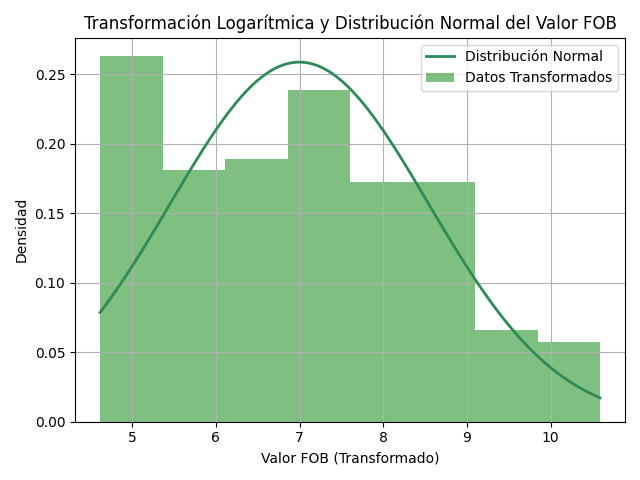 Transformación Logarítmica y Distribución Normal del Valor FOB
Distribución Normal
Datos Transformados
Densidad
0.25
0.20
0.15
0.10
0.05
0.00
5 6 7 8 9 10
Valor FOB (Transformado)